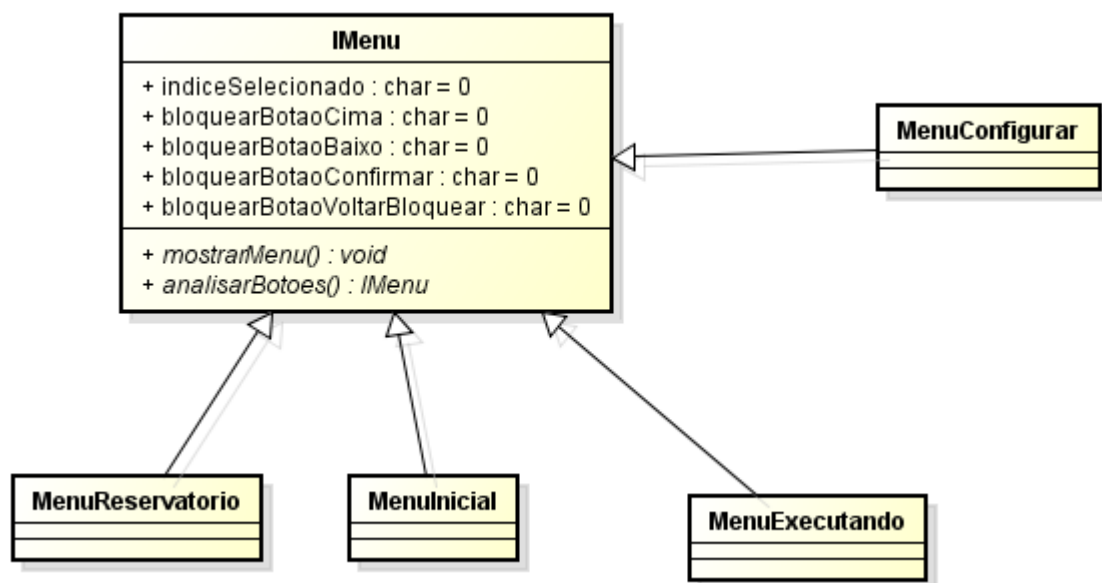 IMenu
+ indiceSelecionado : char = 0
+ bloquearBotaoCima : char = 0
+ bloquearBotaoBaixo : char = 0
+ bloquearBotaoConfirmar : char = 0
+ bloquearBotaoVoltarBloquear : char = 0
+ mostrarMenu() : void
+ analisarBotoes() : IMenu
MenuConfigurar
MenuReservatorio
MenuInicial
MenuExecutando